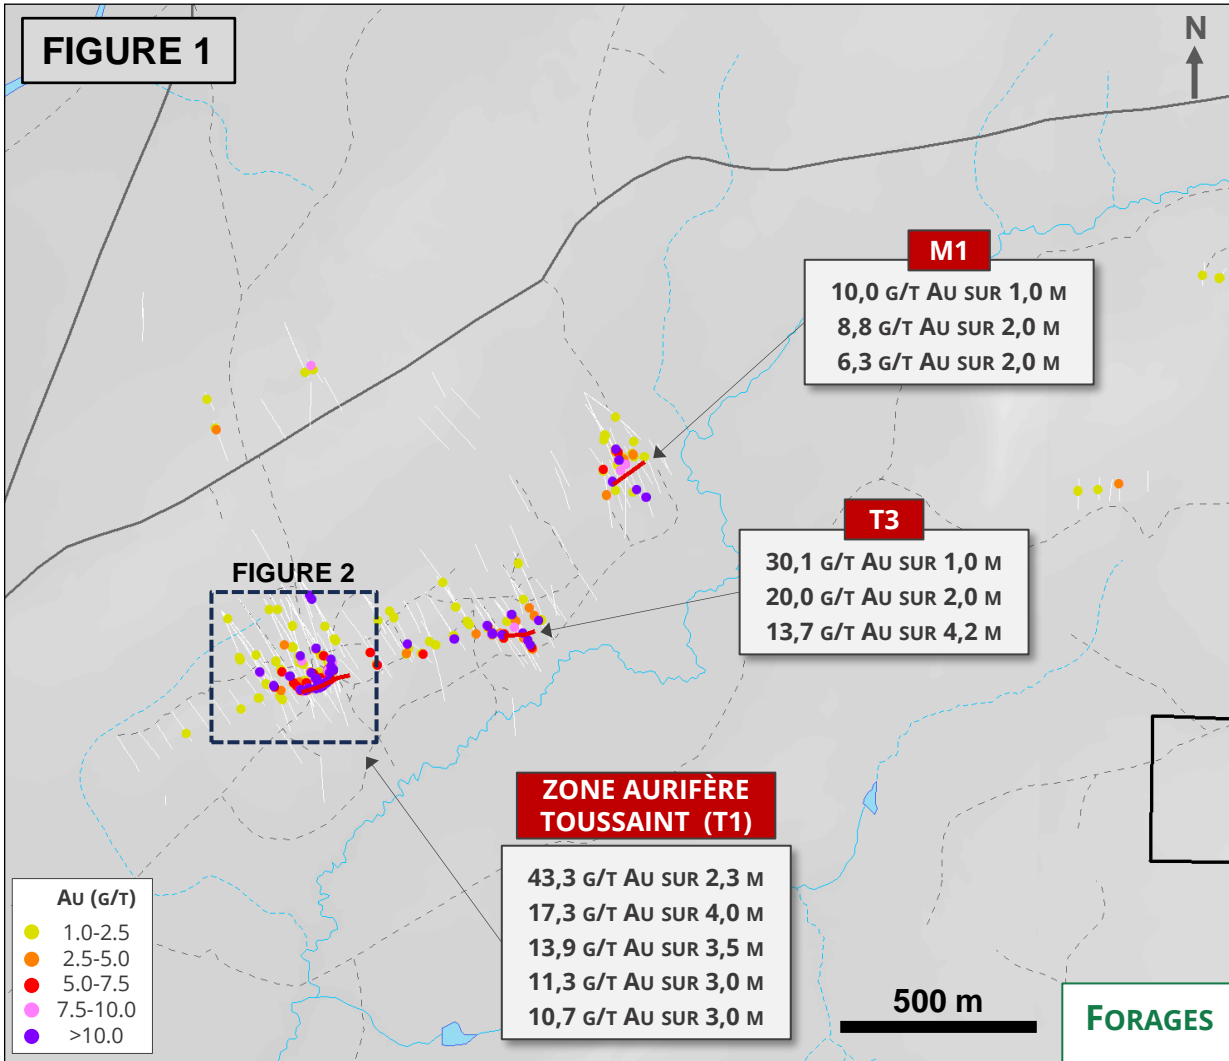 FIGURE 1
N
M1
10,0 G/T AU SUR 1,0 M
8,8 G/T AU SUR 2,0 M
6,3 G/T AU SUR 2,0 M
T3
30,1 G/T AU SUR 1,0 M
20,0 G/T AU SUR 2,0 M
13,7 G/T AU SUR 4,2 M
FIGURE 2
ZONE AURIFÈRE
TOUSSAINT (T1)
43,3 G/T AU SUR 2,3 M
17,3 G/T AU SUR 4,0 M
13,9 G/T AU SUR 3,5 M
11,3 G/T AU SUR 3,0 M
10,7 G/T AU SUR 3,0 M
AU (G/T)
1.0-2.5
2.5-5.0
5.0-7.5
7.5-10.0
>10.0
500 m
FORAGES